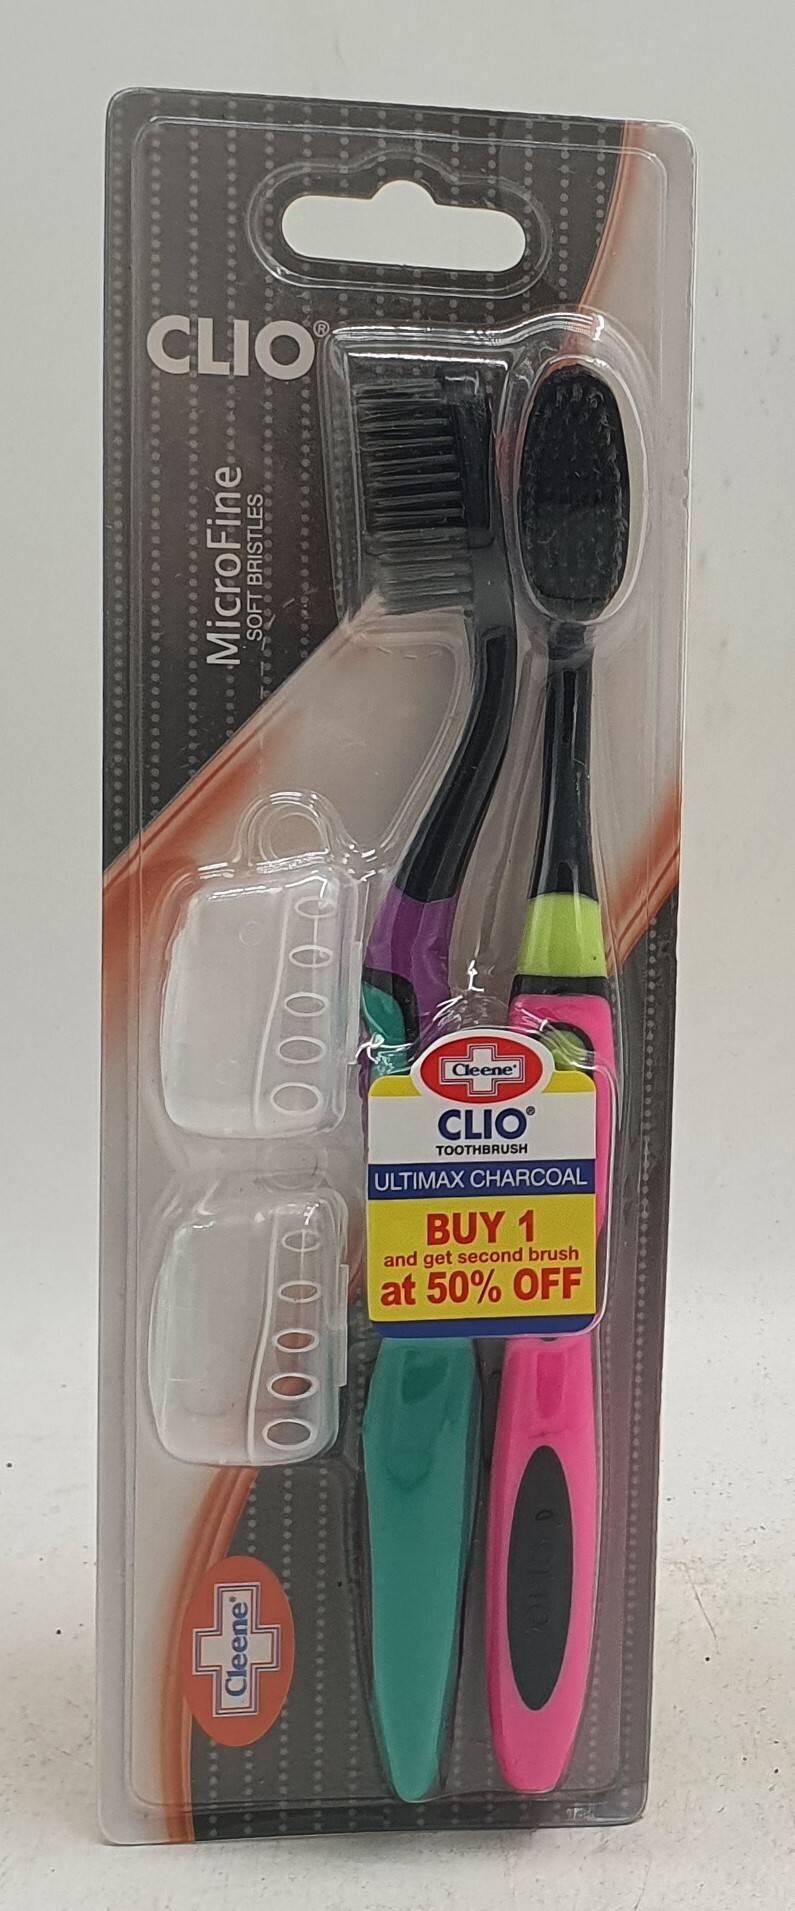 CLIO®
MicroFine
SOFT BRISTLES
Cleene®
CLIO®
TOOTHBRUSH
ULTIMAX CHARCOAL
BUY 1
and get second brush
at 50% OFF
Cleene®